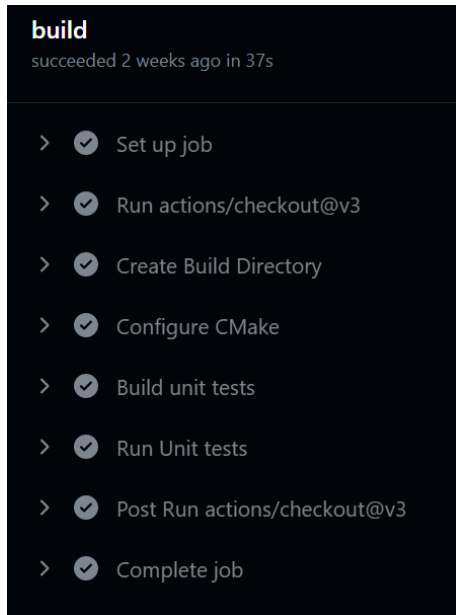 build
succeeded 2 weeks ago in 37s
Set up job
Run actions/checkout@v3
Create Build Directory
Configure CMake
Build unit tests
Run Unit tests
Post Run actions/checkout@v3
Complete job